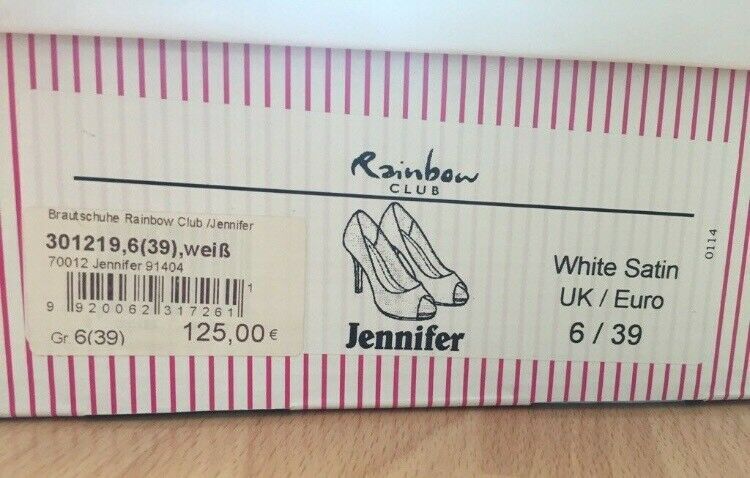 Rainbow
CLUB
Brautschuhe Rainbow Club /Jennifer
301219,6(39),weiß
70012 Jennifer 91404
1
9 920062 317261
Gr 6(39) 125,00€
Jennifer
White Satin
UK / Euro
6 / 39
0114